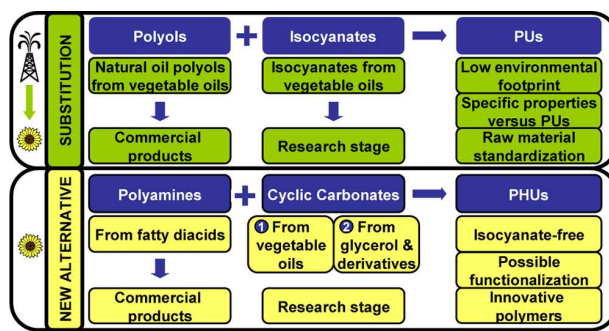 SUBSTITUTION
Polyols + Isocyanates PUs
Natural oil polyols
from vegetable oils
Isocyanates from
vegetable oils
Low environmental
footprint
Specific properties
versus PUs
Raw material
standardization
Commercial
products
Research stage
NEW ALTERNATIVE
Polyamines + Cyclic Carbonates PHUs
From fatty diacids
1 From
vegetable
oils
2 From
glycerol &
derivatives
Isocyanate-free
Possible
functionalization
Innovative
polymers
Commercial
products
Research stage